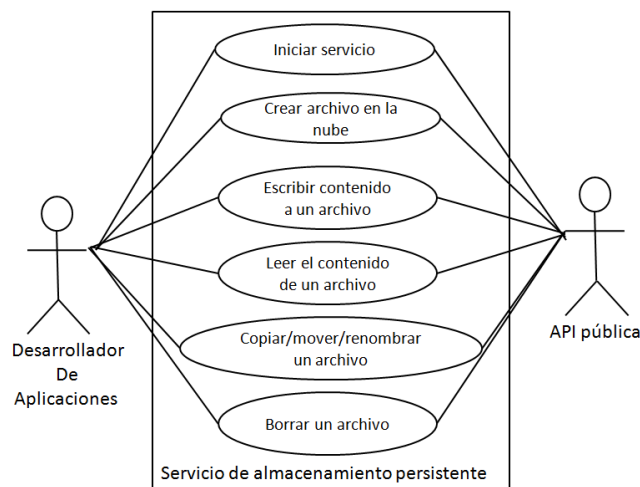 Iniciar servicio
Crear archivo en la
nube
Escribir contenido
a un archivo
Leer el contenido
de un archivo
Copiar/mover/renombrar
un archivo
Borrar un archivo
Desarrollador
De
Aplicaciones
API pública
Servicio de almacenamiento persistente